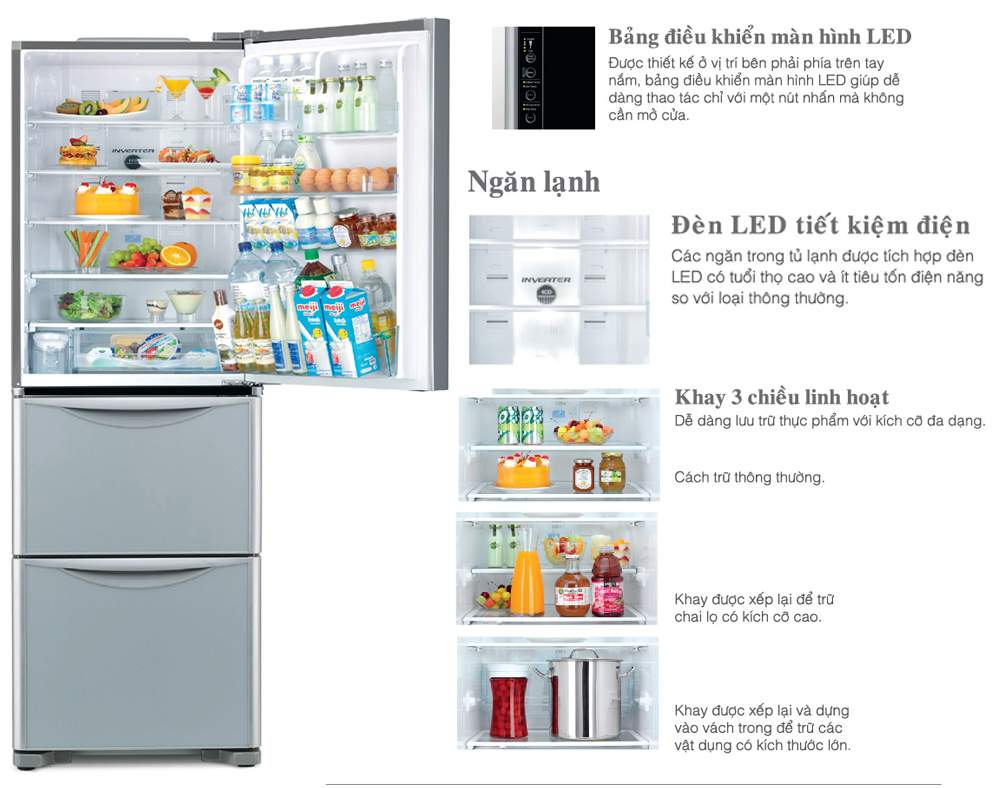 Bảng điều khiển màn hình LED
Được thiết kế ở vị trí bên phải phía trên tay
nắm, bảng điều khiển màn hình LED giúp dễ
dàng thao tác chỉ với một nút nhấn mà không
cần mở cửa.
Ngăn lạnh
Đèn LED tiết kiệm điện
Các ngăn trong tủ lạnh được tích hợp đèn
LED có tuổi thọ cao và ít tiêu tốn điện năng
so với loại thông thường.
INVERTER
INVERTER
meiji
meiji
Khay 3 chiều linh hoạt
Dễ dàng lưu trữ thực phẩm với kích cỡ đa dạng.
Cách trữ thông thường.
Khay được xếp lại để trữ
chai lọ có kích cỡ cao.
Khay được xếp lại và dựng
vào vách trong để trữ các
vật dụng có kích thước lớn.